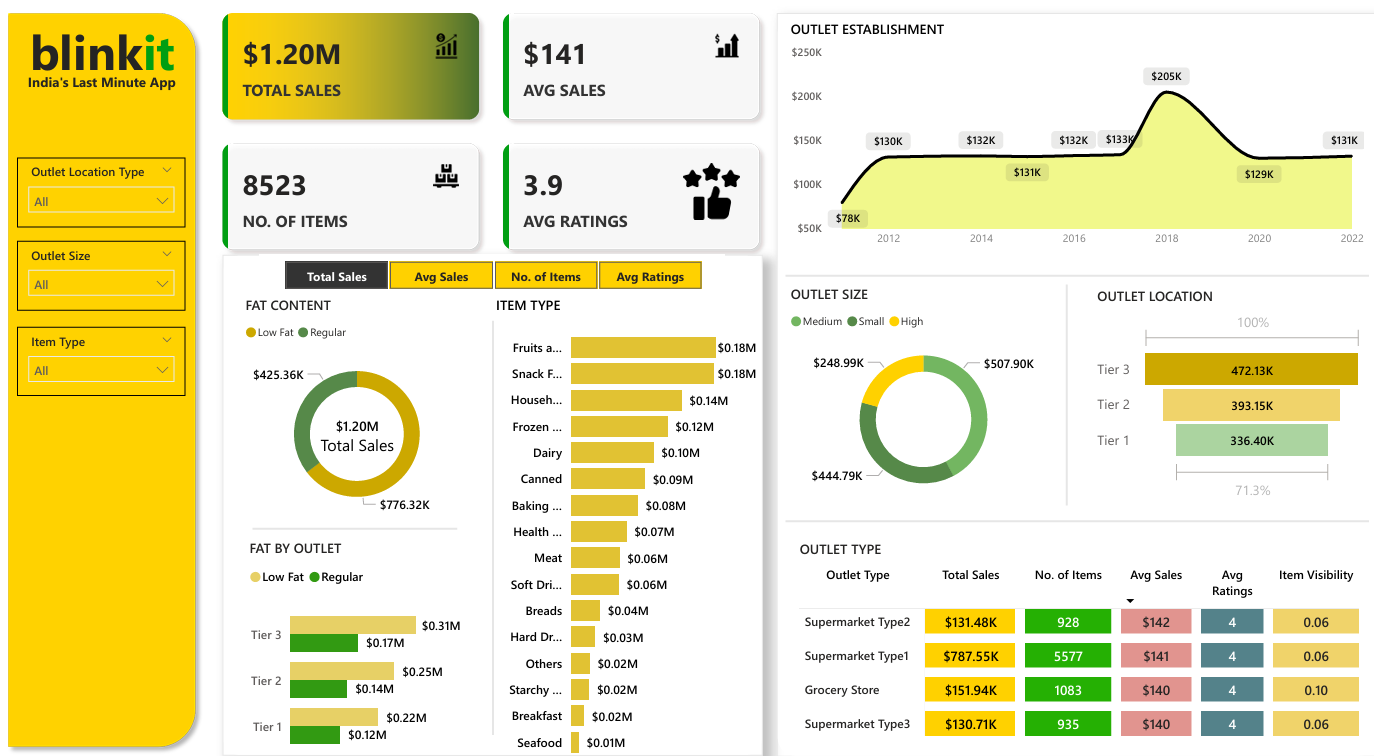 blinkit
India's Last Minute App
Outlet Location Type
All
Outlet Size
All
Item Type
All
$1.20M
TOTAL SALES
$141
AVG SALES
8523
NO. OF ITEMS
3.9
AVG RATINGS
Total Sales
Avg Sales
No. of Items
Avg Ratings
FAT CONTENT
Low Fat Regular
$425.36K
$1.20M
Total Sales
$776.32K
FAT BY OUTLET
Low Fat Regular
Tier 3 $0.31M
$0.17M
Tier 2 $0.25M
$0.14M
Tier 1 $0.22M
$0.12M
ITEM TYPE
Fruits a... $0.18M
Snack F... $0.18M
Househ... $0.14M
Frozen ... $0.12M
Dairy $0.10M
Canned $0.09M
Baking ... $0.08M
Health ... $0.07M
Meat $0.06M
Soft Dri... $0.06M
Breads $0.04M
Hard Dr... $0.03M
Others $0.02M
Starchy ... $0.02M
Breakfast $0.02M
Seafood $0.01M
OUTLET ESTABLISHMENT
$250K
$200K
$150K
$100K
$50K
$78K
$130K
$132K
$131K
$132K
$133K
$205K
$129K
$131K
2012 2014 2016 2018 2020 2022
OUTLET SIZE
Medium Small High
$248.99K
$507.90K
$444.79K
OUTLET LOCATION
100%
Tier 3 472.13K
Tier 2 393.15K
Tier 1 336.40K
71.3%
OUTLET TYPE
Outlet Type Total Sales No. of Items Avg Sales Avg Ratings Item Visibility
Supermarket Type2 $131.48K 928 $142 4 0.06
Supermarket Type1 $787.55K 5577 $141 4 0.06
Grocery Store $151.94K 1083 $140 4 0.10
Supermarket Type3 $130.71K 935 $140 4 0.06